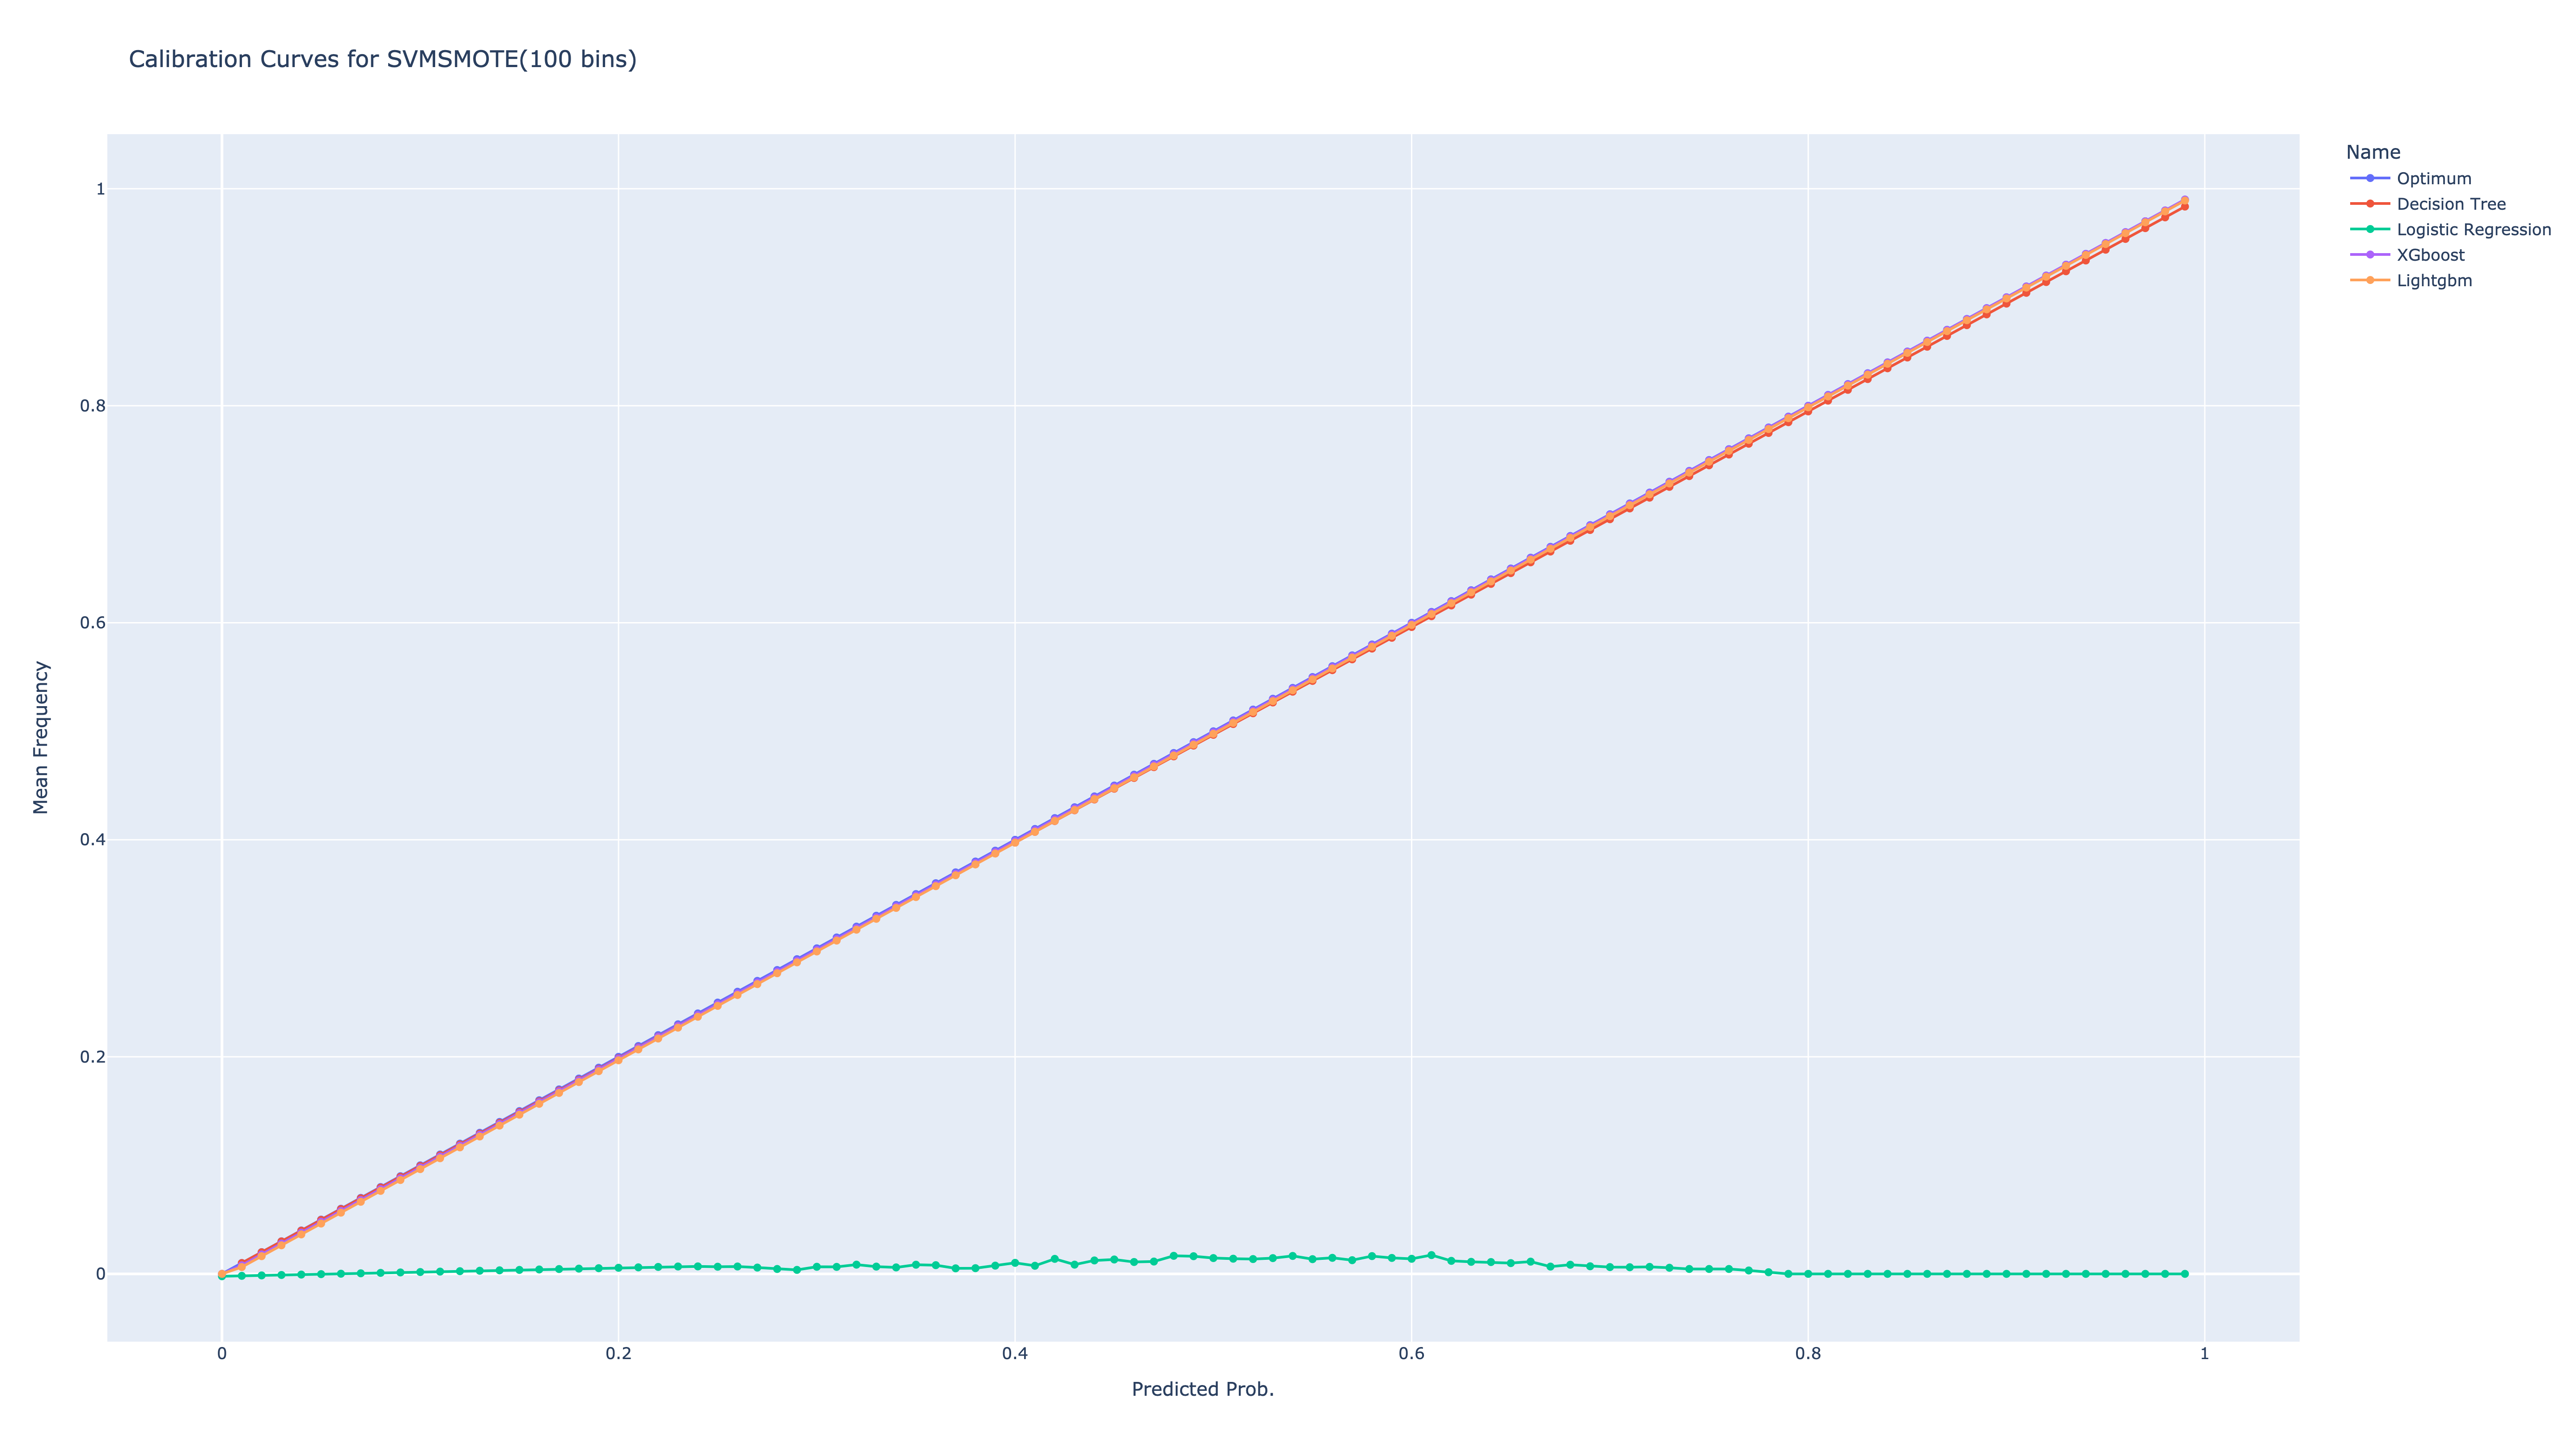 Calibration Curves for SVMSMOTE(100 bins)
Name
Optimum
Decision Tree
Logistic Regression
XGboost
Lightgbm
Mean Frequency
1
0.8
0.6
0.4
0.2
0
0
0.2
0.4
0.6
0.8
1
Predicted Prob.